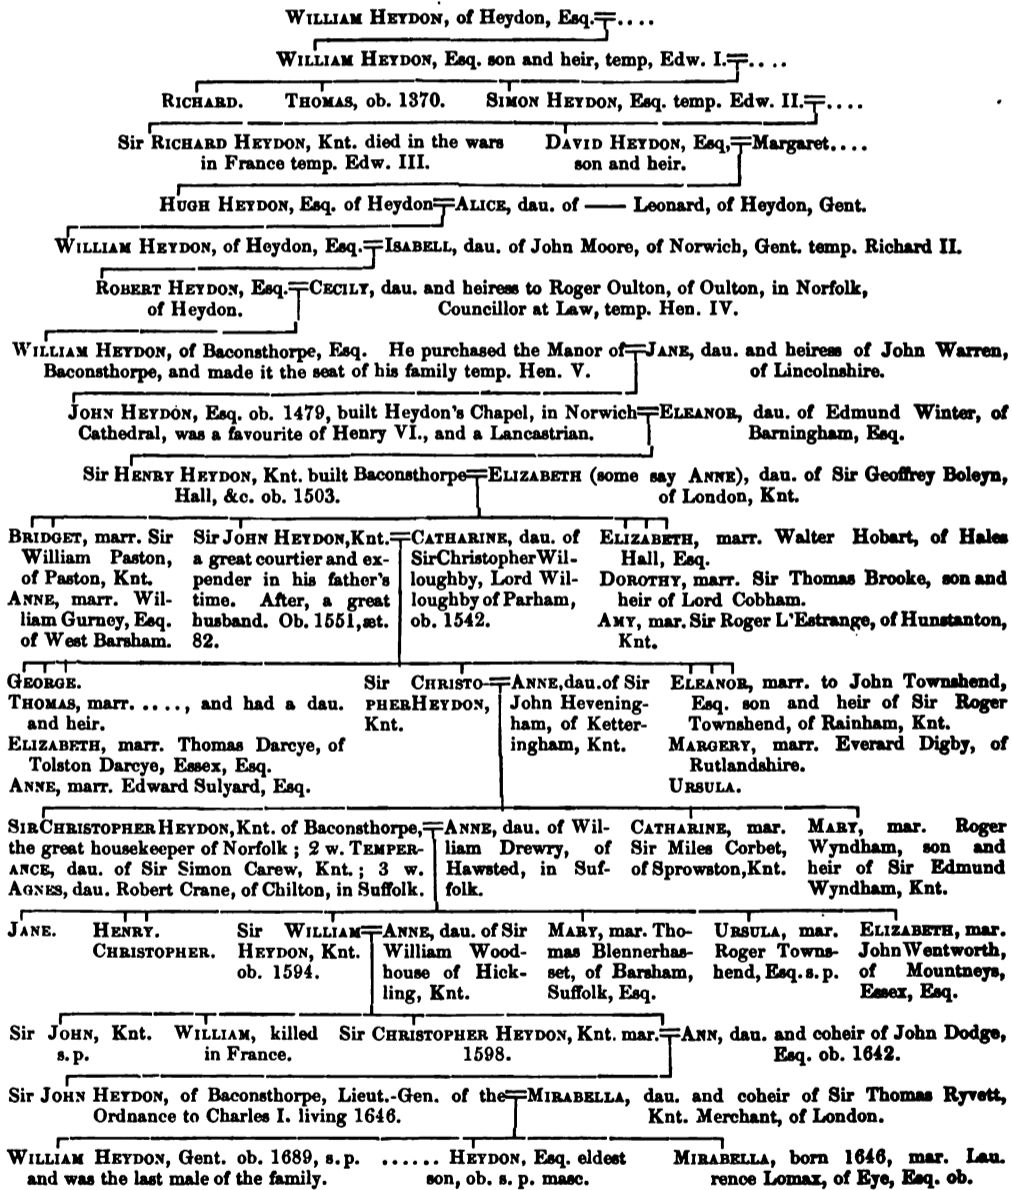 WILLIAM HEYDON, of Heydon, Esq.=....
WILLIAM HEYDON, Esq. son and heir, temp, Edw. I.=....
RICHARD. THOMAS, ob. 1370. SIMON HEYDON, Esq. temp. Edw. II.=....
Sir RICHARD HEYDON, Knt. died in the wars
in France temp. Edw. III.
DAVID HEYDON, Esq,=Margaret....
son and heir.
HUGH HEYDON, Esq. of Heydon=ALICE, dau. of —— Leonard, of Heydon, Gent.
WILLIAM HEYDON, of Heydon, Esq.=ISABELL, dau. of John Moore, of Norwich, Gent. temp. Richard II.
ROBERT HEYDON, Esq.=CECILY, dau. and heiress to Roger Oulton, of Oulton, in Norfolk,
of Heydon. Councillor at Law, temp. Hen. IV.
WILLIAM HEYDON, of Baconsthorpe, Esq. He purchased the Manor of=JANE, dau. and heiress of John Warren,
Baconsthorpe, and made it the seat of his family temp. Hen. V. of Lincolnshire.
JOHN HEYDON, Esq. ob. 1479, built Heydon's Chapel, in Norwich=ELEANOR, dau. of Edmund Winter, of
Cathedral, was a favourite of Henry VI., and a Lancastrian. Barningham, Esq.
Sir HENRY HEYDON, Knt. built Baconsthorpe=ELIZABETH (some say ANNE), dau. of Sir Geoffrey Boleyn,
Hall, &c. ob. 1503. of London, Knt.
BRIDGET, marr. Sir
William Paston,
of Paston, Knt.
ANNE, marr. Wil-
liam Gurney, Esq.
of West Barsham.
Sir JOHN HEYDON, Knt.=
a great courtier and ex-
pender in his father's
time. After, a great
husband. Ob. 1551, æt.
82.
CATHARINE, dau. of
Sir Christopher Wil-
loughby, Lord Wil-
loughby of Parham,
ob. 1542.
ELIZABETH, marr. Walter Hobart, of Hales
Hall, Esq.
DOROTHY, marr. Sir Thomas Brooke, son and
heir of Lord Cobham.
AMY, mar. Sir Roger L'Estrange, of Hunstanton,
Knt.
GEORGE.
THOMAS, marr. ....., and had a dau.
and heir.
ELIZABETH, marr. Thomas Darcye, of
Tolston Darcye, Essex, Esq.
ANNE, marr. Edward Sulyard, Esq.
Sir CHRISTO-=
PHER HEYDON,
Knt.
ANNE, dau. of Sir
John Hevening-
ham, of Ketter-
ingham, Knt.
ELEANOR, marr. to John Townshend,
Esq. son and heir of Sir Roger
Townshend, of Rainham, Knt.
MARGERY, marr. Everard Digby, of
Rutlandshire.
URSULA.
SIR CHRISTOPHER HEYDON, Knt. of Baconsthorpe,=
the great housekeeper of Norfolk ; 2 w. TEMPER-
ANCE, dau. of Sir Simon Carew, Knt. ; 3 w.
AGNES, dau. Robert Crane, of Chilton, in Suffolk.
ANNE, dau. of Wil-
liam Drewry, of
Hawsted, in Suf-
folk.
CATHARINE, mar.
Sir Miles Corbet,
of Sprowston, Knt.
MARY, mar. Roger
Wyndham, son and
heir of Sir Edmund
Wyndham, Knt.
JANE.
HENRY.
CHRISTOPHER.
Sir WILLIAM=
HEYDON, Knt.
ob. 1594.
ANNE, dau. of Sir
William Wood-
house of Hick-
ling, Knt.
MARY, mar. Tho-
mas Blennerhas-
set, of Barsham,
Suffolk, Esq.
URSULA, mar.
Roger Towns-
hend, Esq. s. p.
ELIZABETH, mar.
John Wentworth,
of Mountneys,
Essex, Esq.
Sir JOHN, Knt.
s. p.
WILLIAM, killed
in France.
Sir CHRISTOPHER HEYDON, Knt. mar.=
1598.
ANN, dau. and coheir of John Dodge,
Esq. ob. 1642.
Sir JOHN HEYDON, of Baconsthorpe, Lieut.-Gen. of the=MIRABELLA, dau. and coheir of Sir Thomas Ryvett,
Ordnance to Charles I. living 1646. Knt. Merchant, of London.
WILLIAM HEYDON, Gent. ob. 1689, s. p.
and was the last male of the family.
...... HEYDON, Esq. eldest
son, ob. s. p. masc.
MIRABELLA, born 1646, mar. Lau-
rence Lomax, of Eye, Esq. ob.